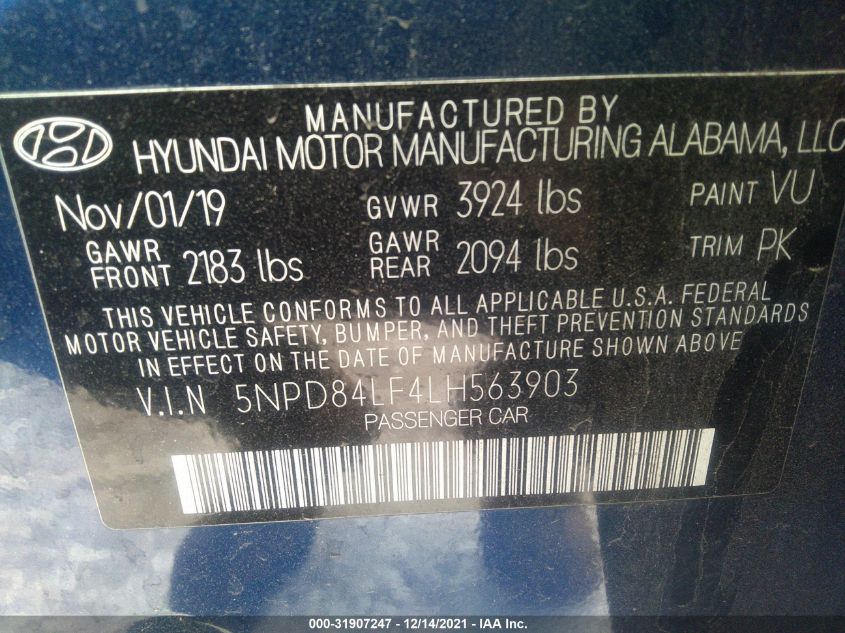 MANUFACTURED BY
HYUNDAI MOTOR MANUFACTURING ALABAMA, LLC
Nov/01/19 GVWR 3924 lbs PAINT VU
GAWR FRONT 2183 lbs GAWR REAR 2094 lbs TRIM PK
THIS VEHICLE CONFORMS TO ALL APPLICABLE U.S.A. FEDERAL
MOTOR VEHICLE SAFETY, BUMPER, AND THEFT PREVENTION STANDARDS
IN EFFECT ON THE DATE OF MANUFACTURE SHOWN ABOVE
V.I.N 5NPD84LF4LH563903
PASSENGER CAR
000-31907247 - 12/14/2021 - IAA Inc.